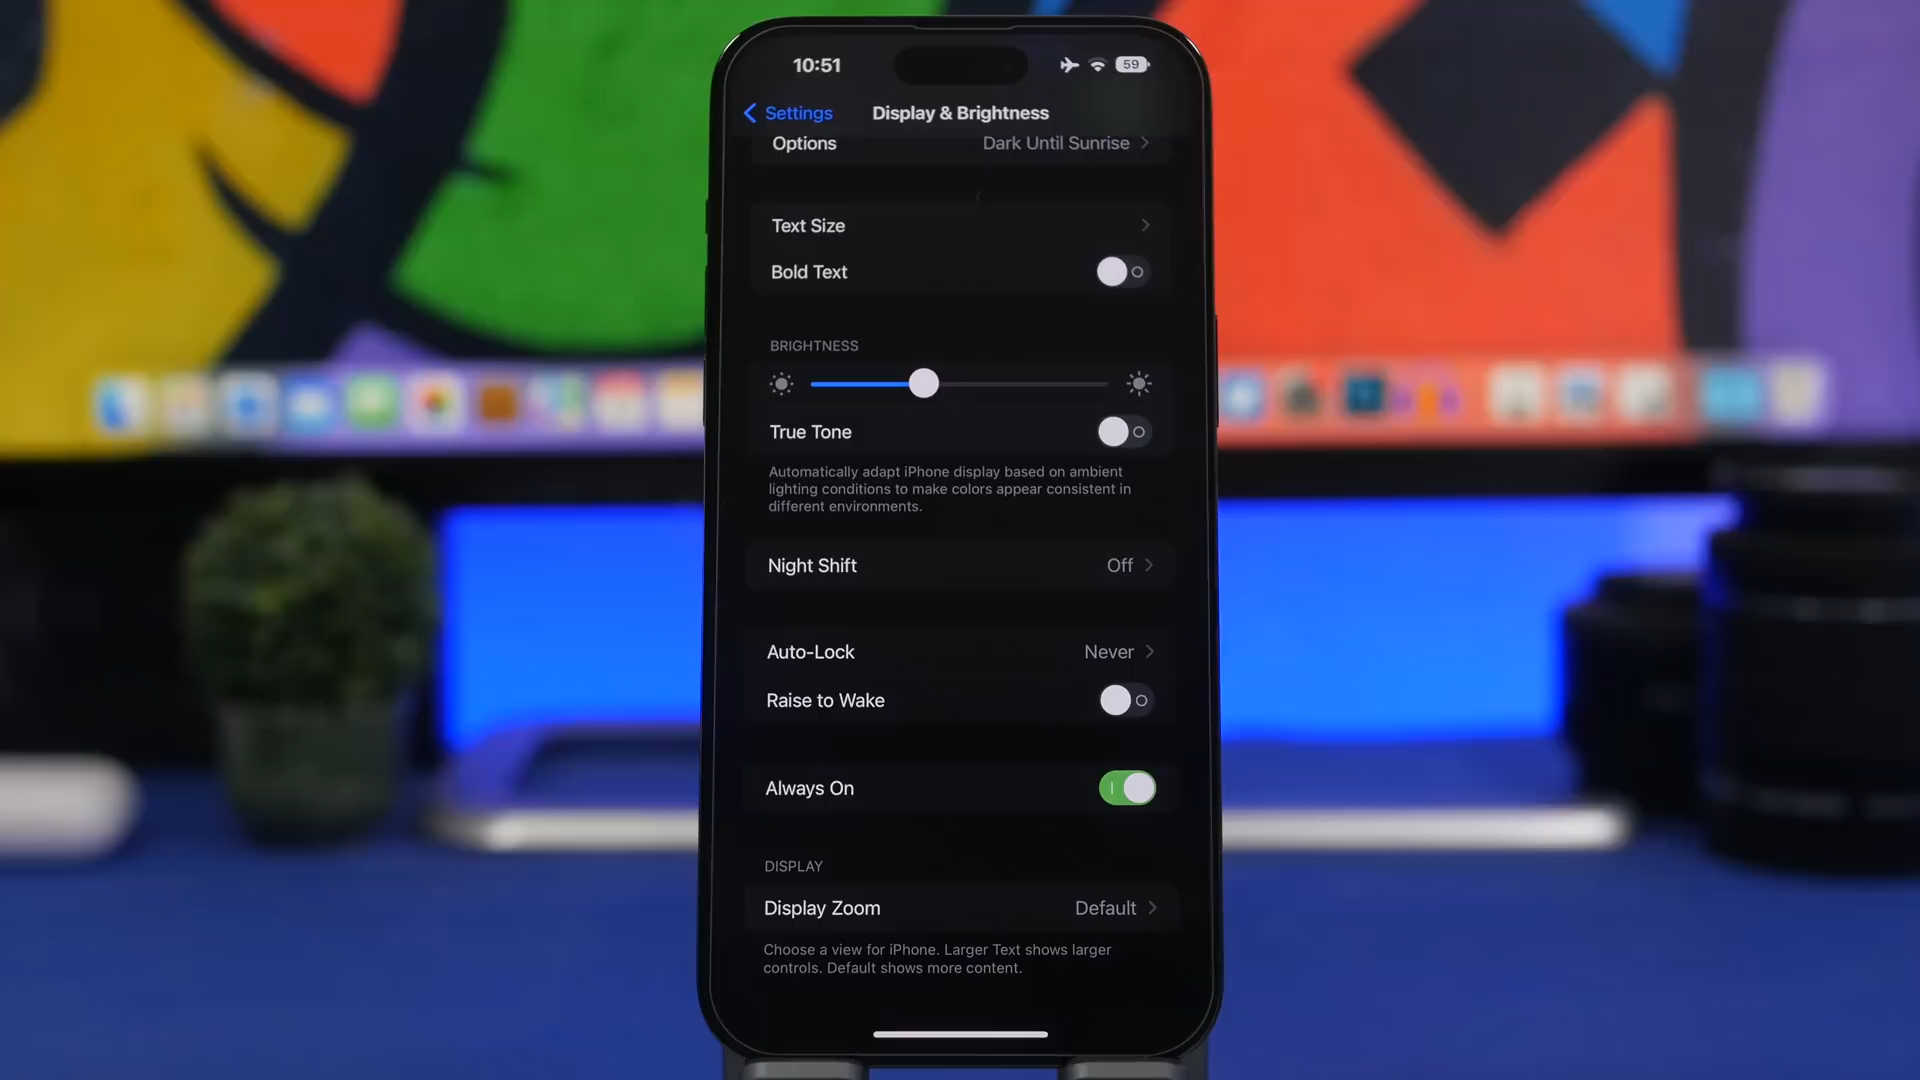 10:51
59
Settings
Display & Brightness
Options
Dark Until Sunrise
Text Size
Bold Text
BRIGHTNESS
True Tone
Automatically adapt iPhone display based on ambient
lighting conditions to make colors appear consistent in
different environments.
Night Shift
Off
Auto-Lock
Never
Raise to Wake
Always On
DISPLAY
Display Zoom
Default
Choose a view for iPhone. Larger Text shows larger
controls. Default shows more content.